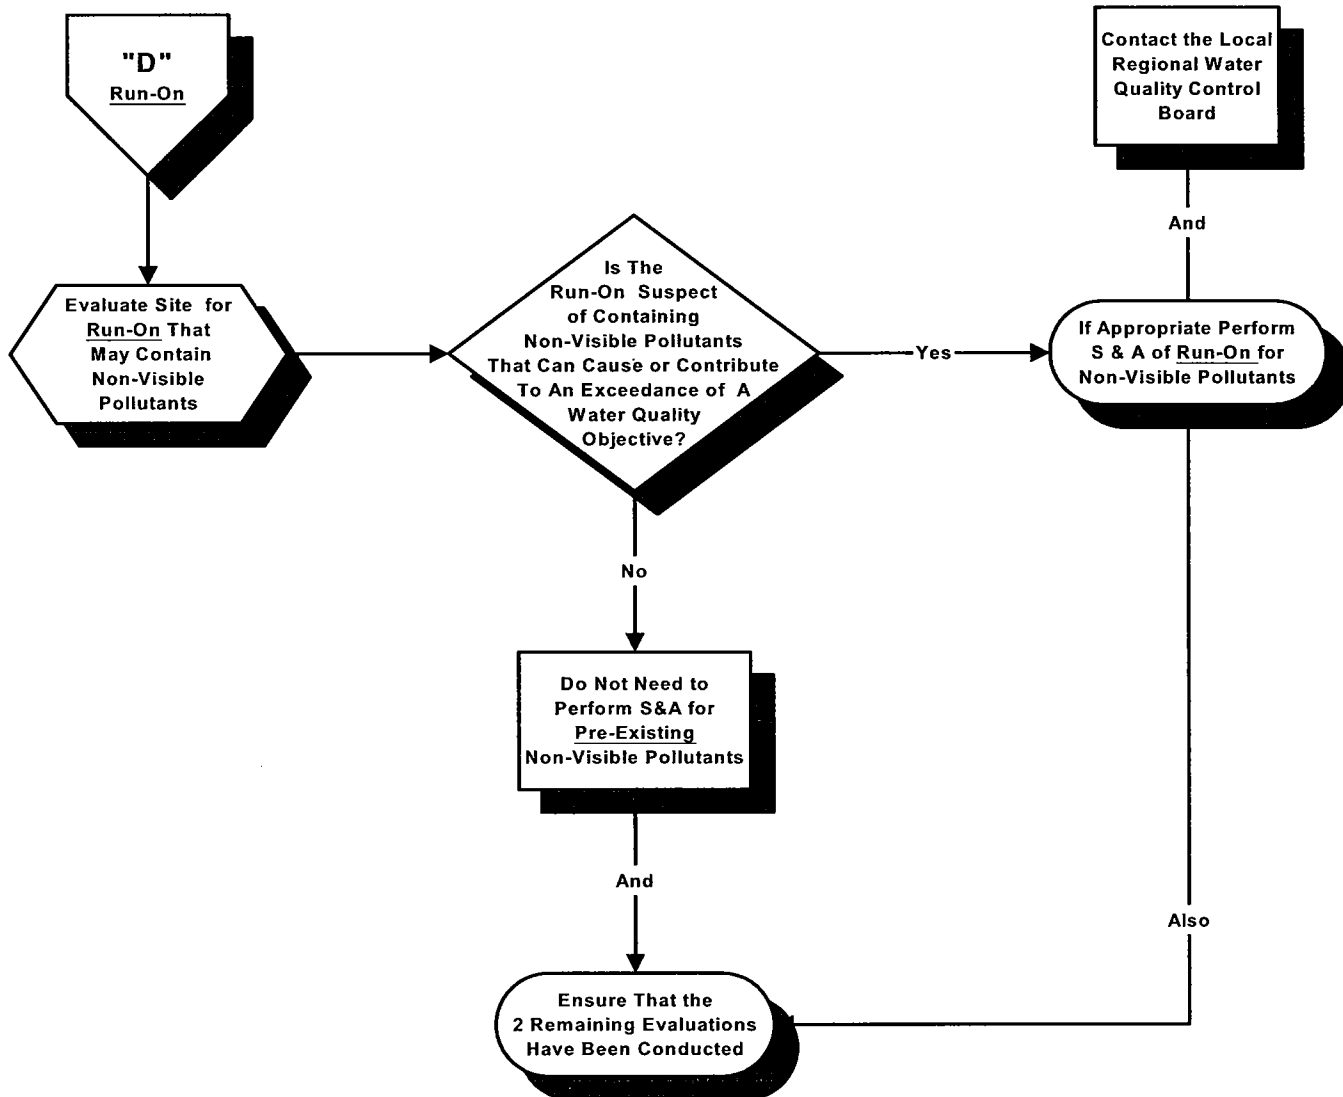 "D"
Run-On
Contact the Local
Regional Water
Quality Control
Board
And
Evaluate Site for
Run-On That
May Contain
Non-Visible
Pollutants
Is The
Run-On Suspect
of Containing
Non-Visible Pollutants
That Can Cause or Contribute
To An Exceedance of A
Water Quality
Objective?
Yes
If Appropriate Perform
S & A of Run-On for
Non-Visible Pollutants
No
Do Not Need to
Perform S&A for
Pre-Existing
Non-Visible Pollutants
And
Also
Ensure That the
2 Remaining Evaluations
Have Been Conducted